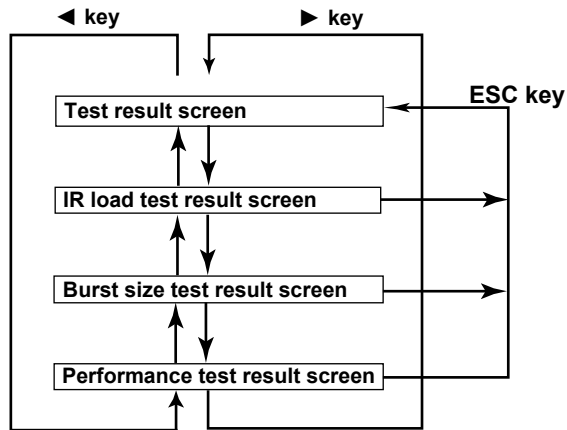 ◄ key
► key
ESC key
Test result screen
IR load test result screen
Burst size test result screen
Performance test result screen